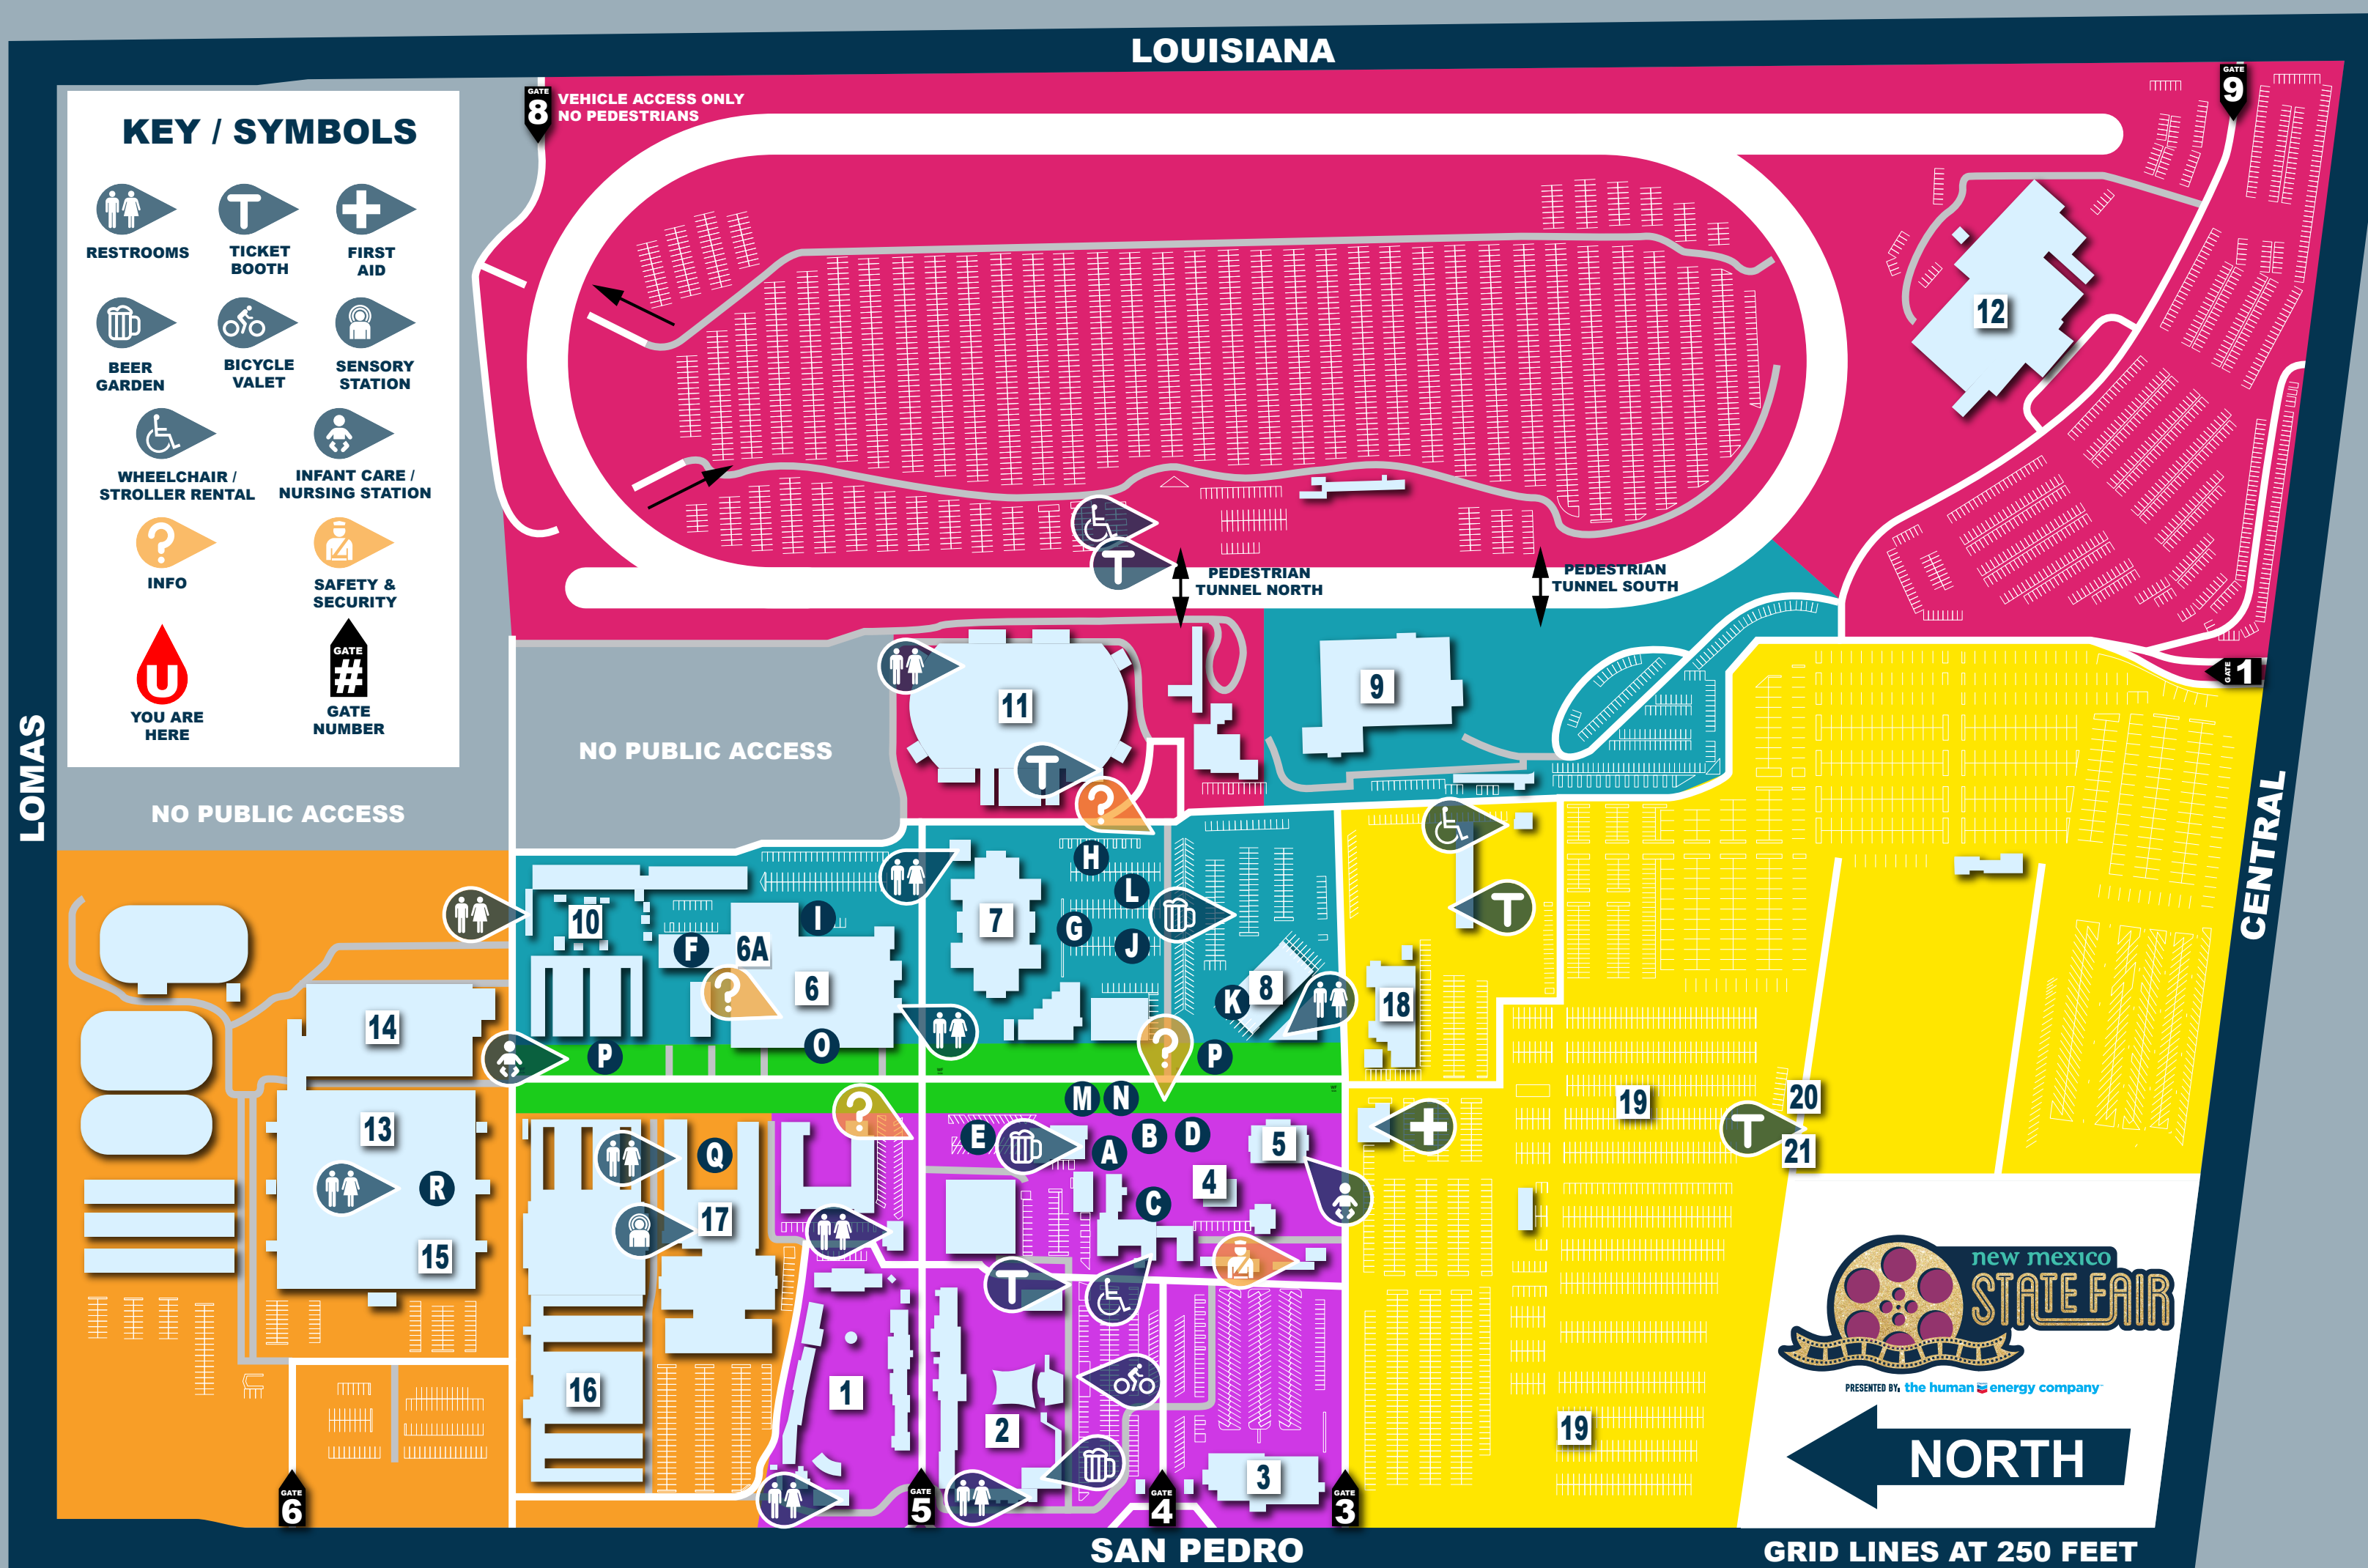 LOUISIANA
GATE
8
VEHICLE ACCESS ONLY
NO PEDESTRIANS
GATE
9
KEY / SYMBOLS
RESTROOMS
T
TICKET
BOOTH
FIRST
AID
BEER
GARDEN
BICYCLE
VALET
SENSORY
STATION
WHEELCHAIR /
STROLLER RENTAL
INFANT CARE /
NURSING STATION
?
INFO
SAFETY &
SECURITY
U
YOU ARE
HERE
GATE
#
GATE
NUMBER
LOMAS
NO PUBLIC ACCESS
NO PUBLIC ACCESS
12
T
PEDESTRIAN
TUNNEL NORTH
PEDESTRIAN
TUNNEL SOUTH
11
9
GATE
1
T
?
CENTRAL
H
L
G
J
7
I
10
F
6A
6
?
O
K
8
18
T
14
P
?
P
M
N
?
13
E
A
B
D
5
4
C
Q
17
R
15
19
20
T
21
T
16
1
2
3
19
new mexico
STATE FAIR
PRESENTED BY: the human energy company
NORTH
GATE
6
GATE
5
GATE
4
GATE
3
SAN PEDRO
GRID LINES AT 250 FEET